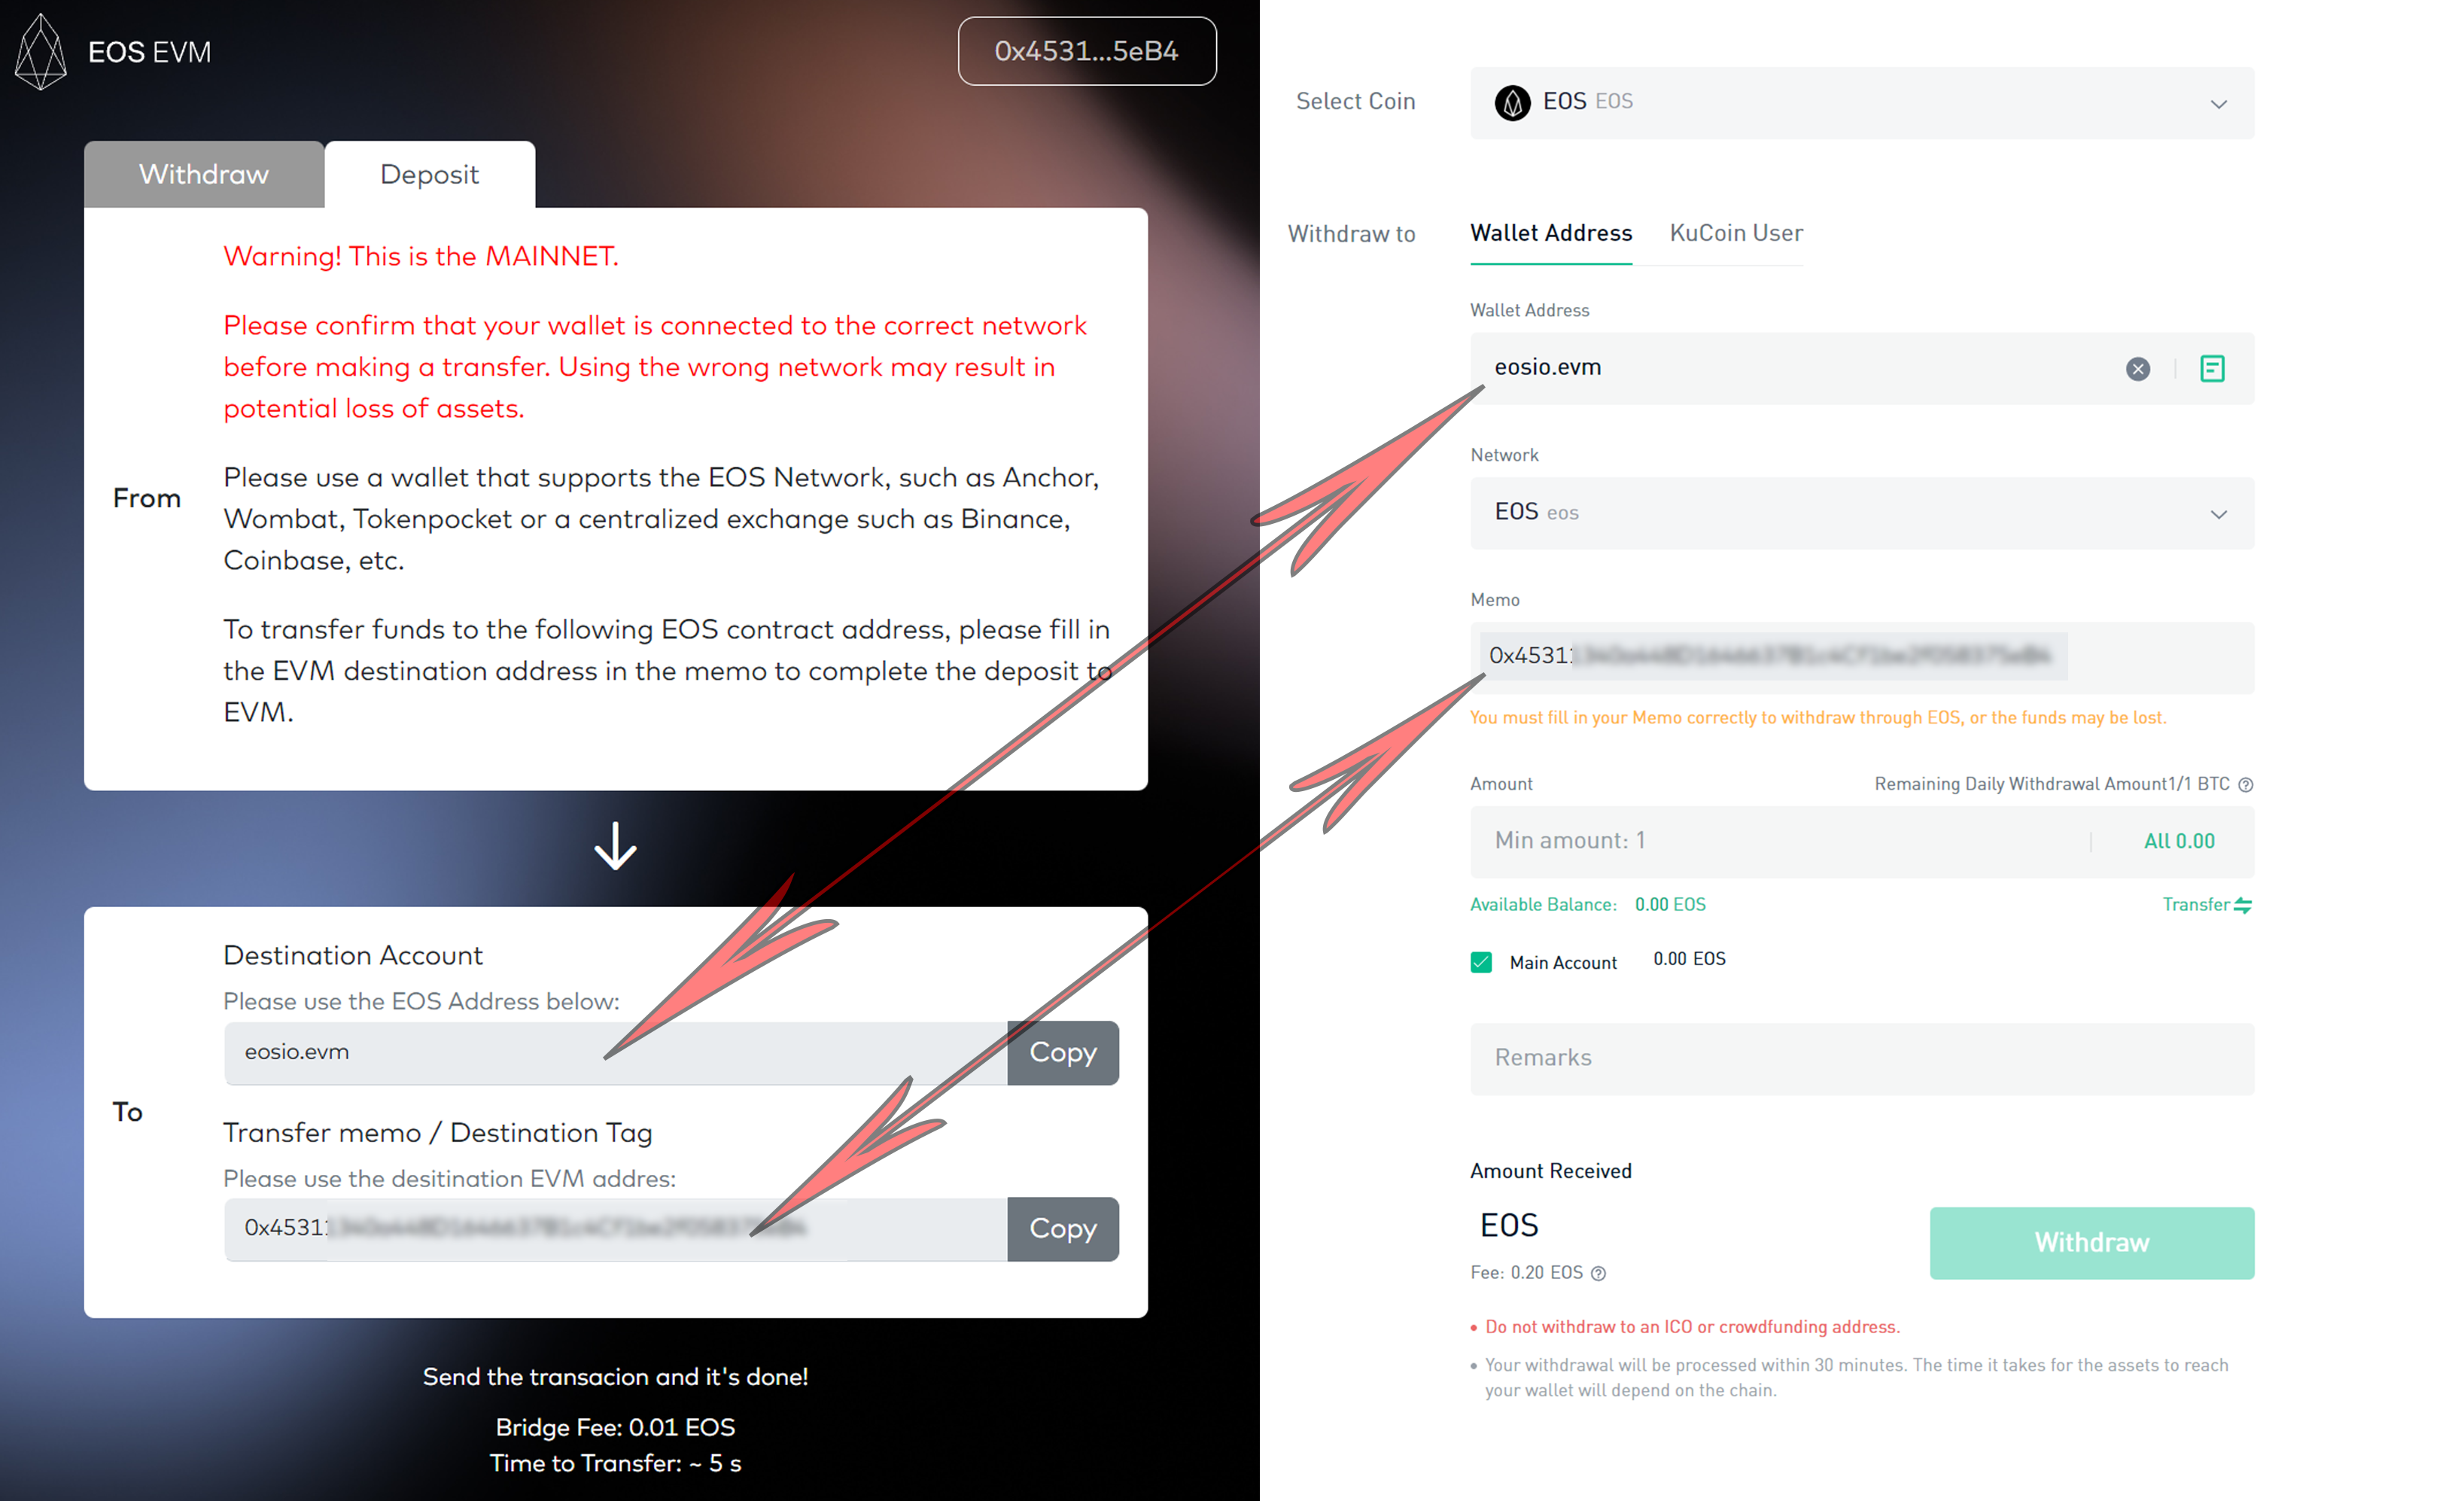 EOS EVM
0x4531...5eB4
Withdraw
Deposit
Warning! This is the MAINNET.
Please confirm that your wallet is connected to the correct network
before making a transfer. Using the wrong network may result in
potential loss of assets.
From
Please use a wallet that supports the EOS Network, such as Anchor,
Wombat, Tokenpocket or a centralized exchange such as Binance,
Coinbase, etc.
To transfer funds to the following EOS contract address, please fill in
the EVM destination address in the memo to complete the deposit to
EVM.
To
Destination Account
Please use the EOS Address below:
eosio.evm
Copy
Transfer memo / Destination Tag
Please use the desitination EVM addres:
0x4531
Copy
Send the transacion and it's done!
Bridge Fee: 0.01 EOS
Time to Transfer: ~ 5 s
Select Coin
EOS EOS
Withdraw to
Wallet Address
KuCoin User
Wallet Address
eosio.evm
Network
EOS eos
Memo
0x4531
You must fill in your Memo correctly to withdraw through EOS, or the funds may be lost.
Amount
Remaining Daily Withdrawal Amount1/1 BTC
Min amount: 1
All 0.00
Available Balance: 0.00 EOS
Transfer
Main Account 0.00 EOS
Remarks
Amount Received
EOS
Withdraw
Fee: 0.20 EOS
• Do not withdraw to an ICO or crowdfunding address.
• Your withdrawal will be processed within 30 minutes. The time it takes for the assets to reach
your wallet will depend on the chain.